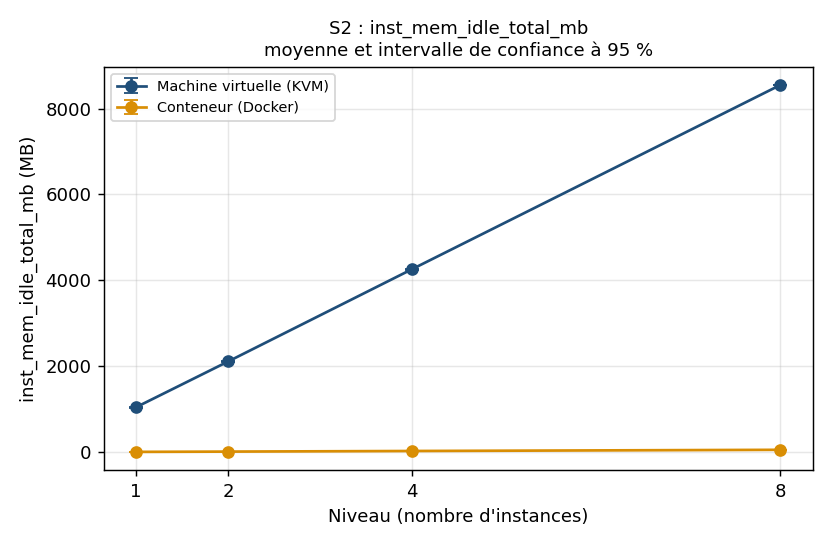 S2 : inst_mem_idle_total_mb
moyenne et intervalle de confiance à 95 %
Machine virtuelle (KVM)
Conteneur (Docker)
inst_mem_idle_total_mb (MB)
8000
6000
4000
2000
0
1 2 4 8
Niveau (nombre d'instances)